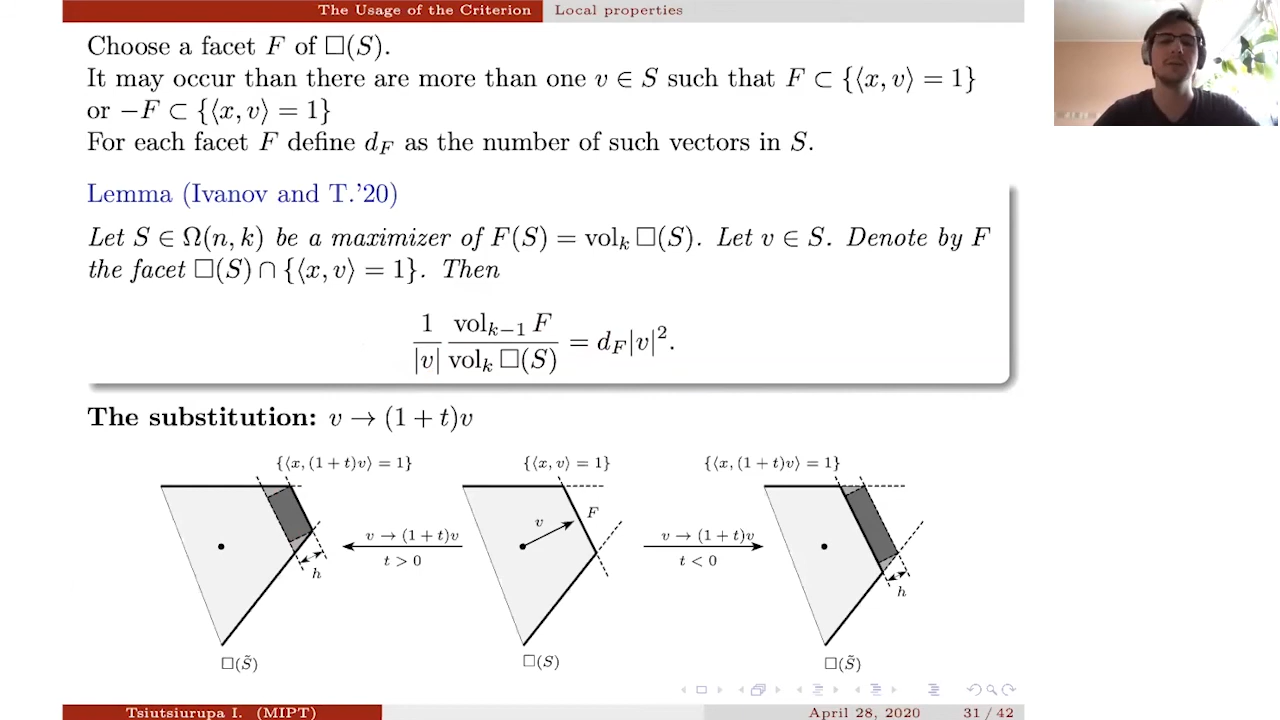 The Usage of the Criterion Local properties
Choose a facet F of □(S).
It may occur than there are more than one v ∈ S such that F ⊂ {⟨x, v⟩ = 1}
or −F ⊂ {⟨x, v⟩ = 1}
For each facet F define d_F as the number of such vectors in S.
Lemma (Ivanov and T.'20)
Let S ∈ Ω(n, k) be a maximizer of F(S) = vol_k □(S). Let v ∈ S. Denote by F
the facet □(S) ∩ {⟨x, v⟩ = 1}. Then
1/|v| vol_{k−1} F / vol_k □(S) = d_F|v|².
The substitution: v → (1 + t)v
{⟨x, (1 + t)v⟩ = 1} {⟨x, v⟩ = 1} {⟨x, (1 + t)v⟩ = 1}
v F
v → (1 + t)v v → (1 + t)v
t > 0 t < 0
h h
□(S̃) □(S) □(S̃)
Tsiutsiurupa I. (MIPT) April 28, 2020 31 / 42